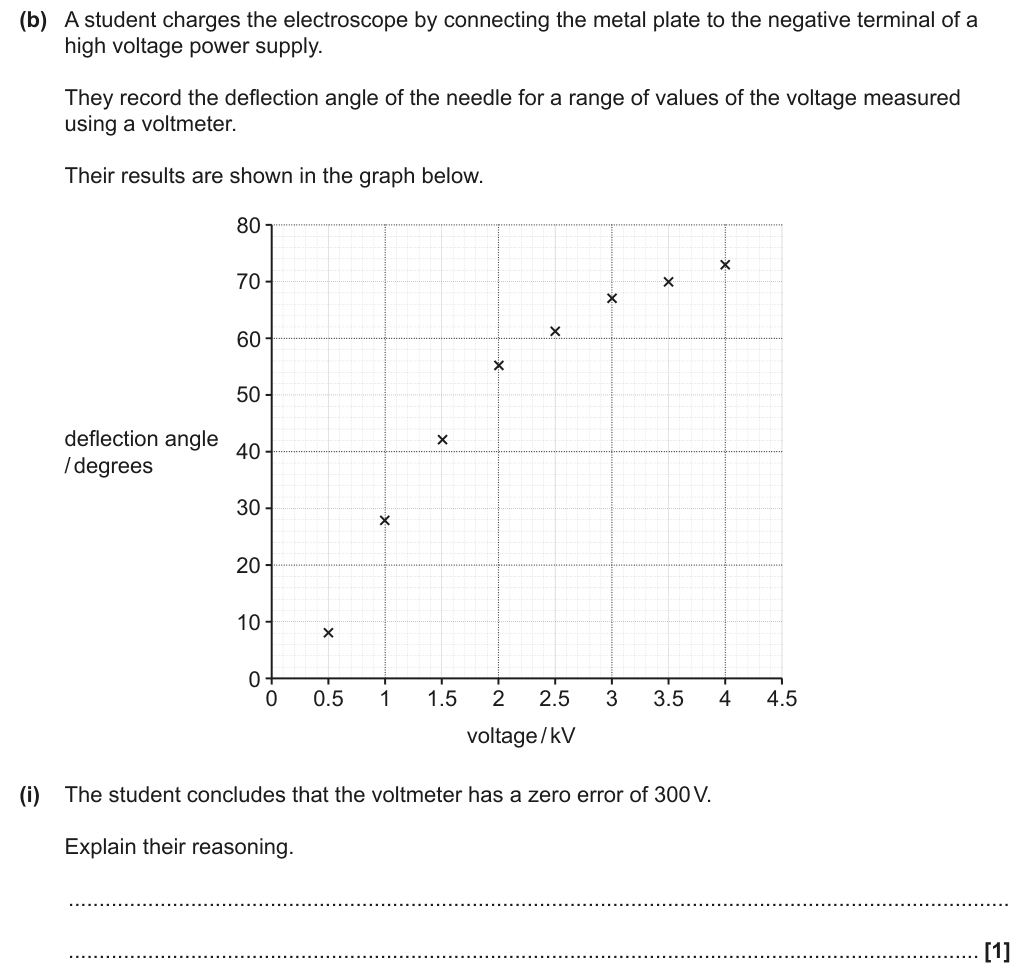 (b) A student charges the electroscope by connecting the metal plate to the negative terminal of a
high voltage power supply.
They record the deflection angle of the needle for a range of values of the voltage measured
using a voltmeter.
Their results are shown in the graph below.
80
70
60
50
deflection angle
/ degrees
40
30
20
10
0
0 0.5 1 1.5 2 2.5 3 3.5 4 4.5
voltage / kV
(i) The student concludes that the voltmeter has a zero error of 300 V.
Explain their reasoning.
[1]